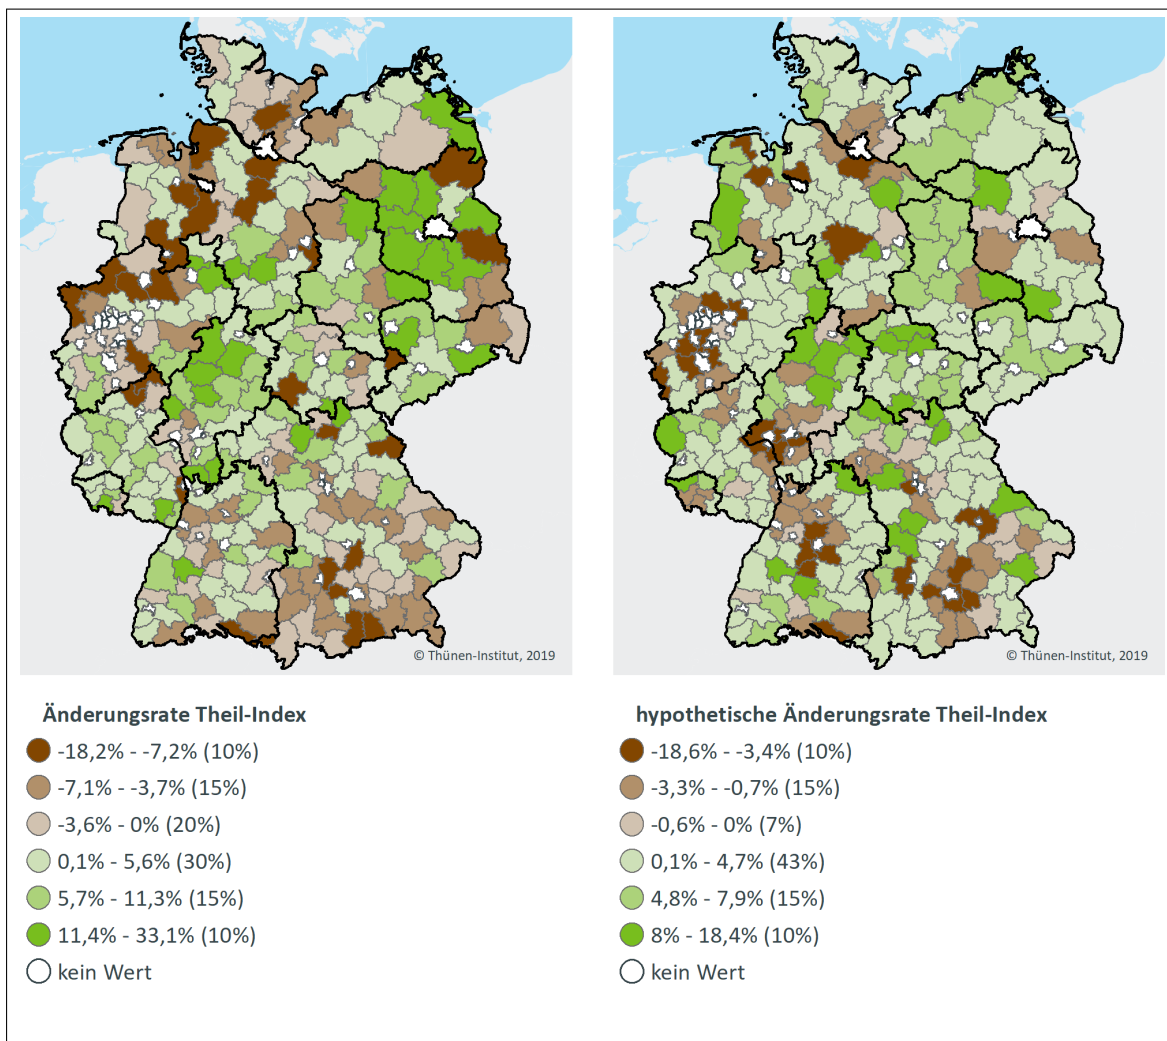 © Thünen-Institut, 2019
Änderungsrate Theil-Index
-18,2% - -7,2% (10%)
-7,1% - -3,7% (15%)
-3,6% - 0% (20%)
0,1% - 5,6% (30%)
5,7% - 11,3% (15%)
11,4% - 33,1% (10%)
kein Wert
© Thünen-Institut, 2019
hypothetische Änderungsrate Theil-Index
-18,6% - -3,4% (10%)
-3,3% - -0,7% (15%)
-0,6% - 0% (7%)
0,1% - 4,7% (43%)
4,8% - 7,9% (15%)
8% - 18,4% (10%)
kein Wert